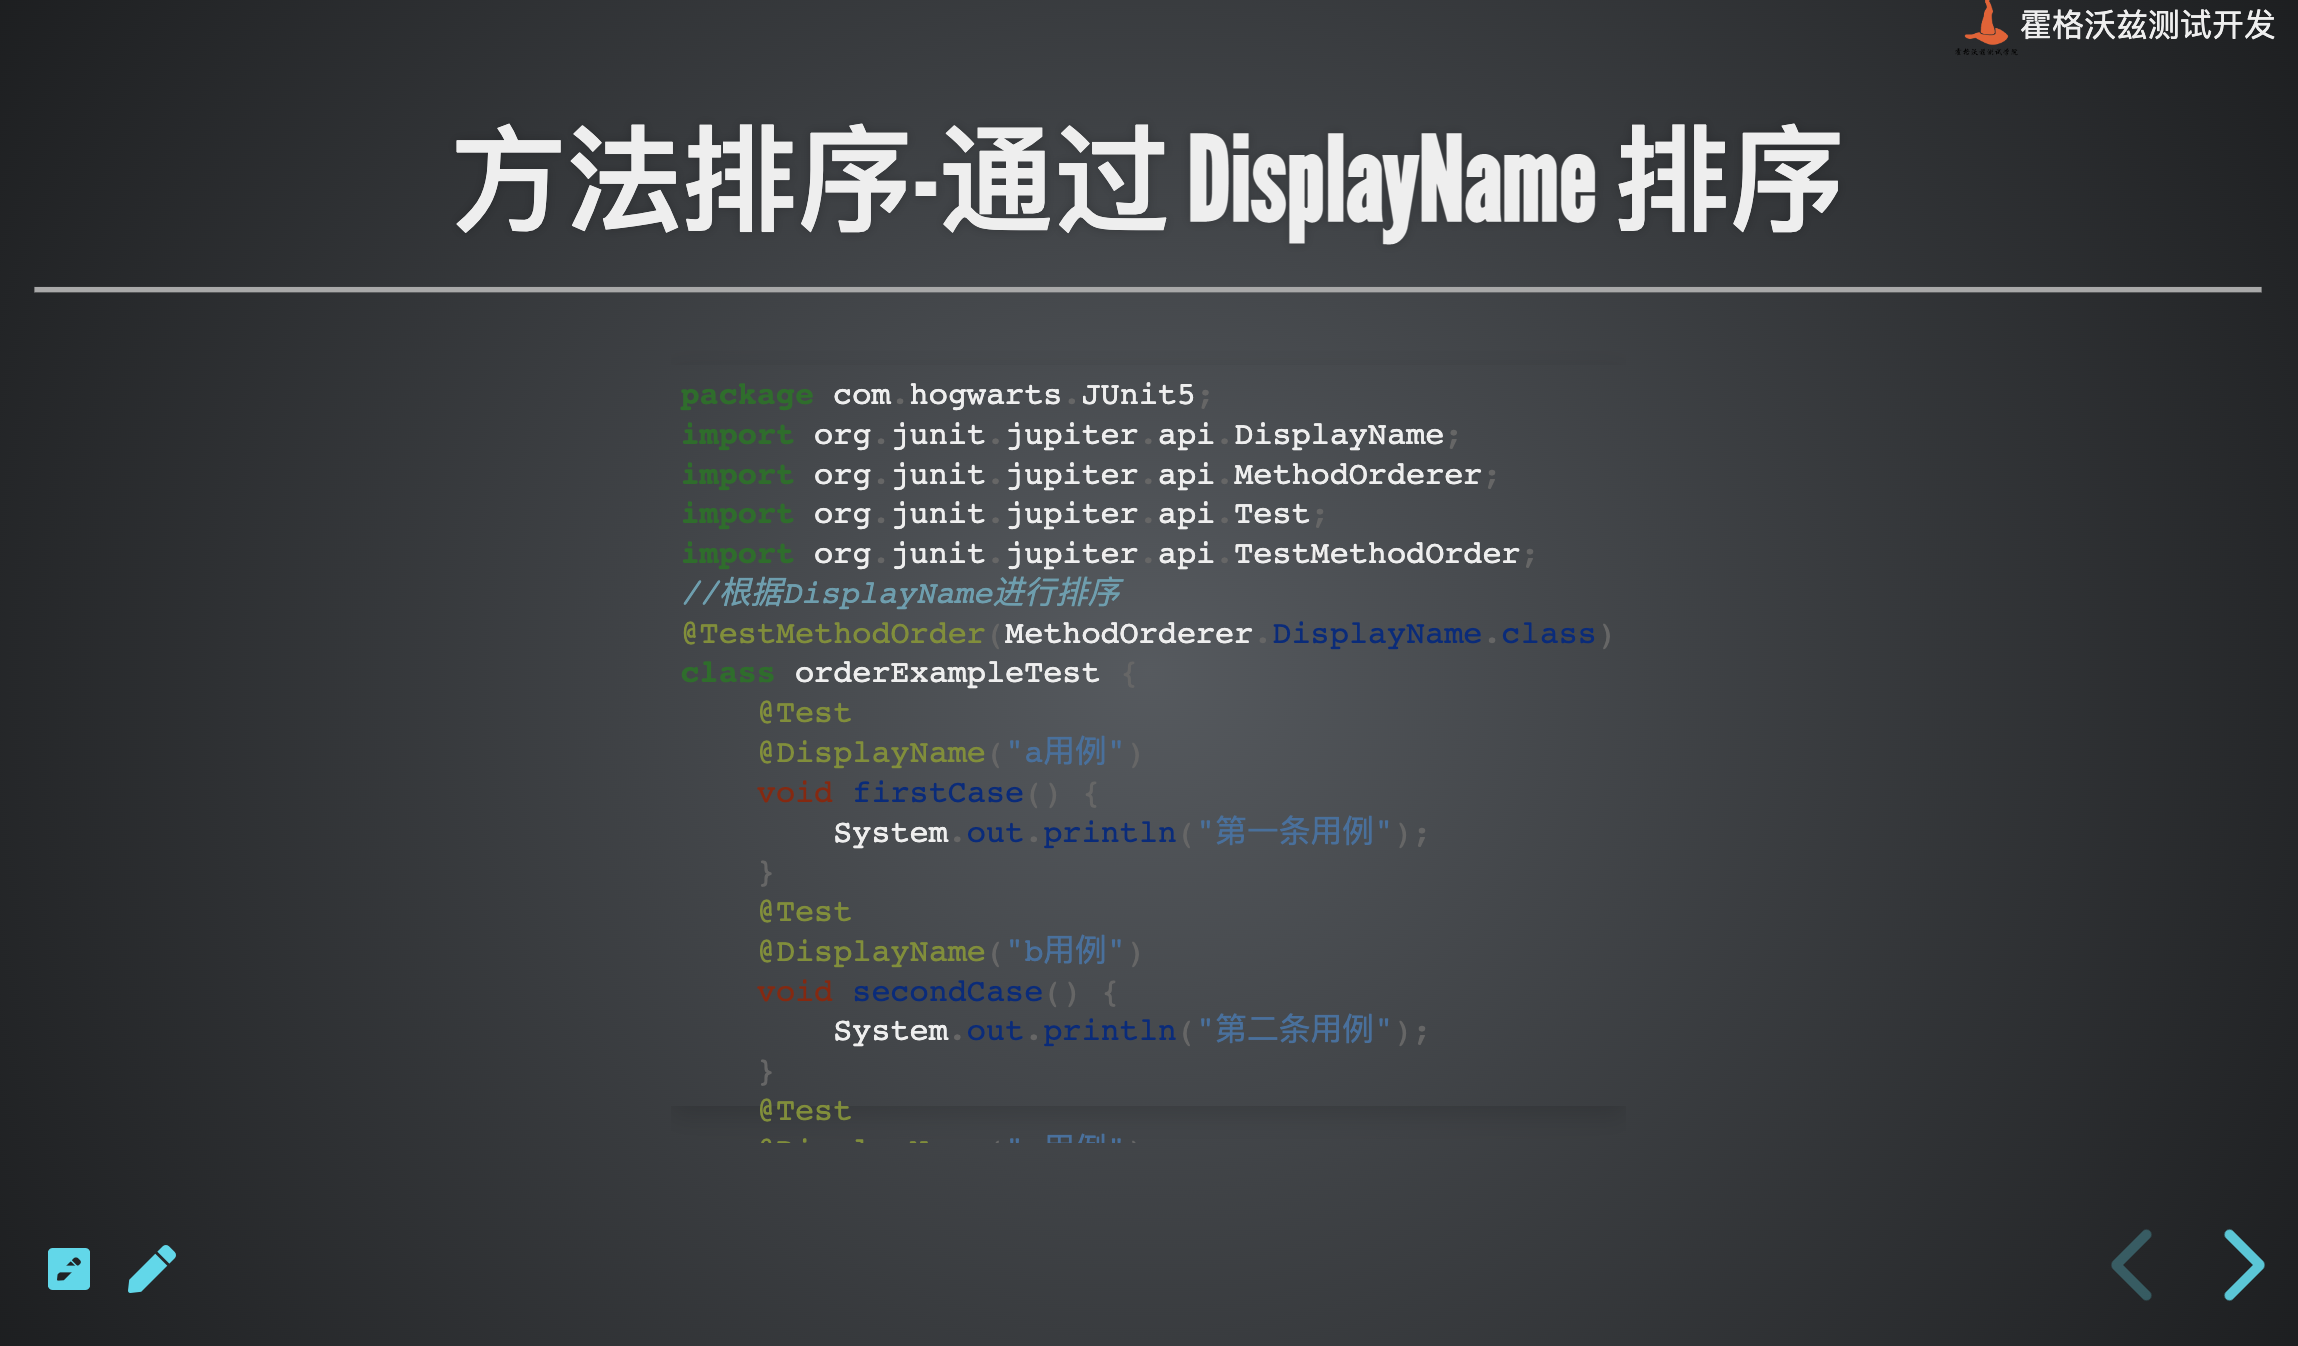 霍格沃兹测试开发
方法排序-通过 DisplayName 排序
package com.hogwarts.JUnit5;
import org.junit.jupiter.api.DisplayName;
import org.junit.jupiter.api.MethodOrderer;
import org.junit.jupiter.api.Test;
import org.junit.jupiter.api.TestMethodOrder;
//根据DisplayName进行排序
@TestMethodOrder(MethodOrderer.DisplayName.class)
class orderExampleTest {
    @Test
    @DisplayName("a用例")
    void firstCase() {
        System.out.println("第一条用例");
    }
    @Test
    @DisplayName("b用例")
    void secondCase() {
        System.out.println("第二条用例");
    }
    @Test